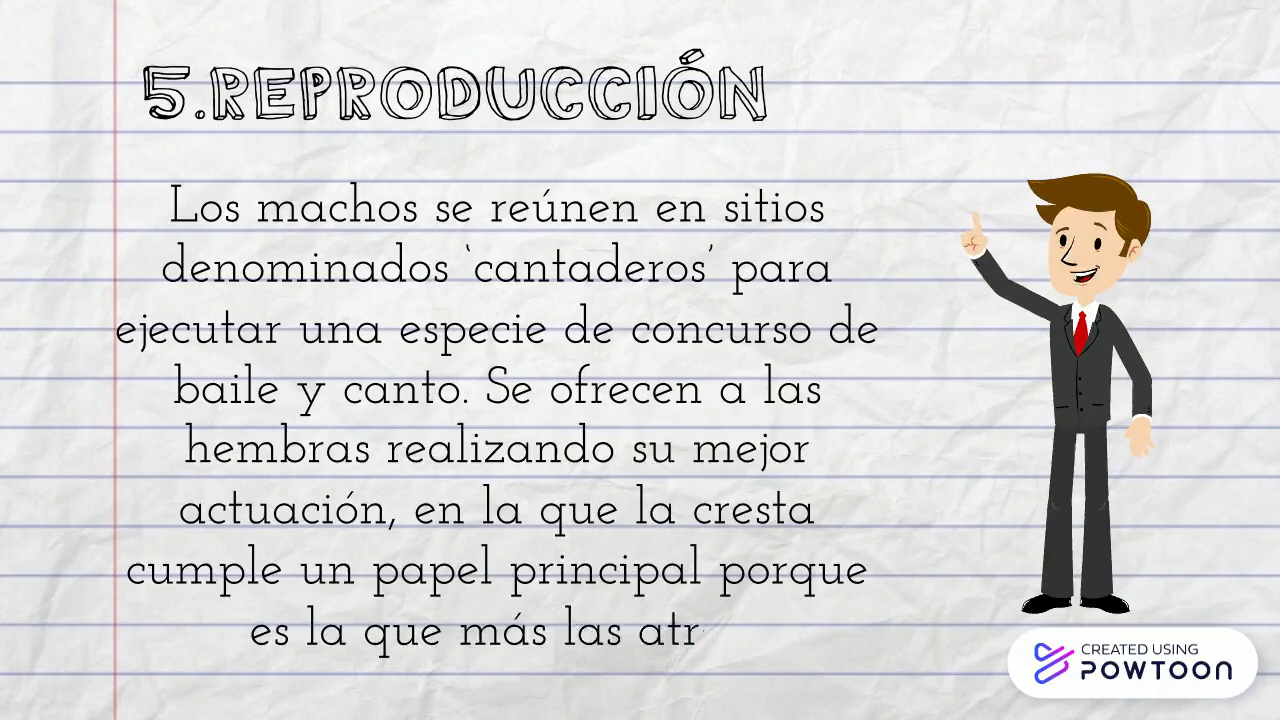 5.REPRODUCCIÓN
Los machos se reúnen en sitios
denominados ‘cantaderos’ para
ejecutar una especie de concurso de
baile y canto. Se ofrecen a las
hembras realizando su mejor
actuación, en la que la cresta
cumple un papel principal porque
es la que más las atr
CREATED USING
POWTOON